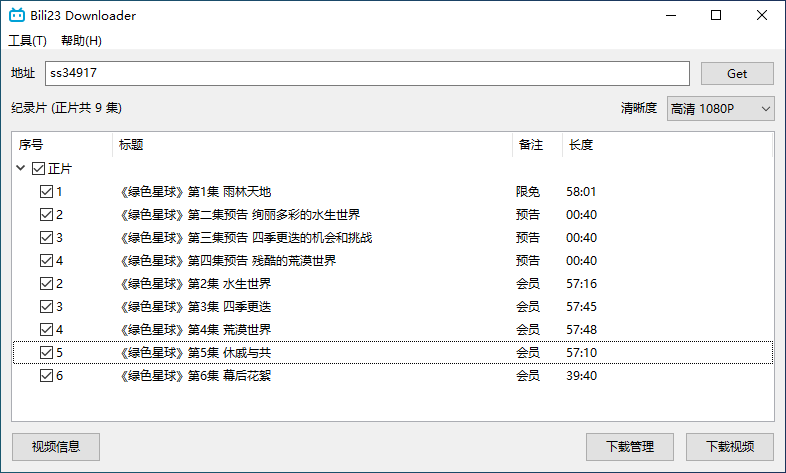 Bili23 Downloader
工具(T) 帮助(H)
地址 ss34917 Get
纪录片 (正片共 9 集) 清晰度 高清 1080P
序号 标题 备注 长度
正片
1 《绿色星球》第1集 雨林天地 限免 58:01
2 《绿色星球》第二集预告 绚丽多彩的水生世界 预告 00:40
3 《绿色星球》第三集预告 四季更迭的机会和挑战 预告 00:40
4 《绿色星球》第四集预告 残酷的荒漠世界 预告 00:40
2 《绿色星球》第2集 水生世界 会员 57:16
3 《绿色星球》第3集 四季更迭 会员 57:45
4 《绿色星球》第4集 荒漠世界 会员 57:48
5 《绿色星球》第5集 休戚与共 会员 57:10
6 《绿色星球》第6集 幕后花絮 会员 39:40
视频信息 下载管理 下载视频